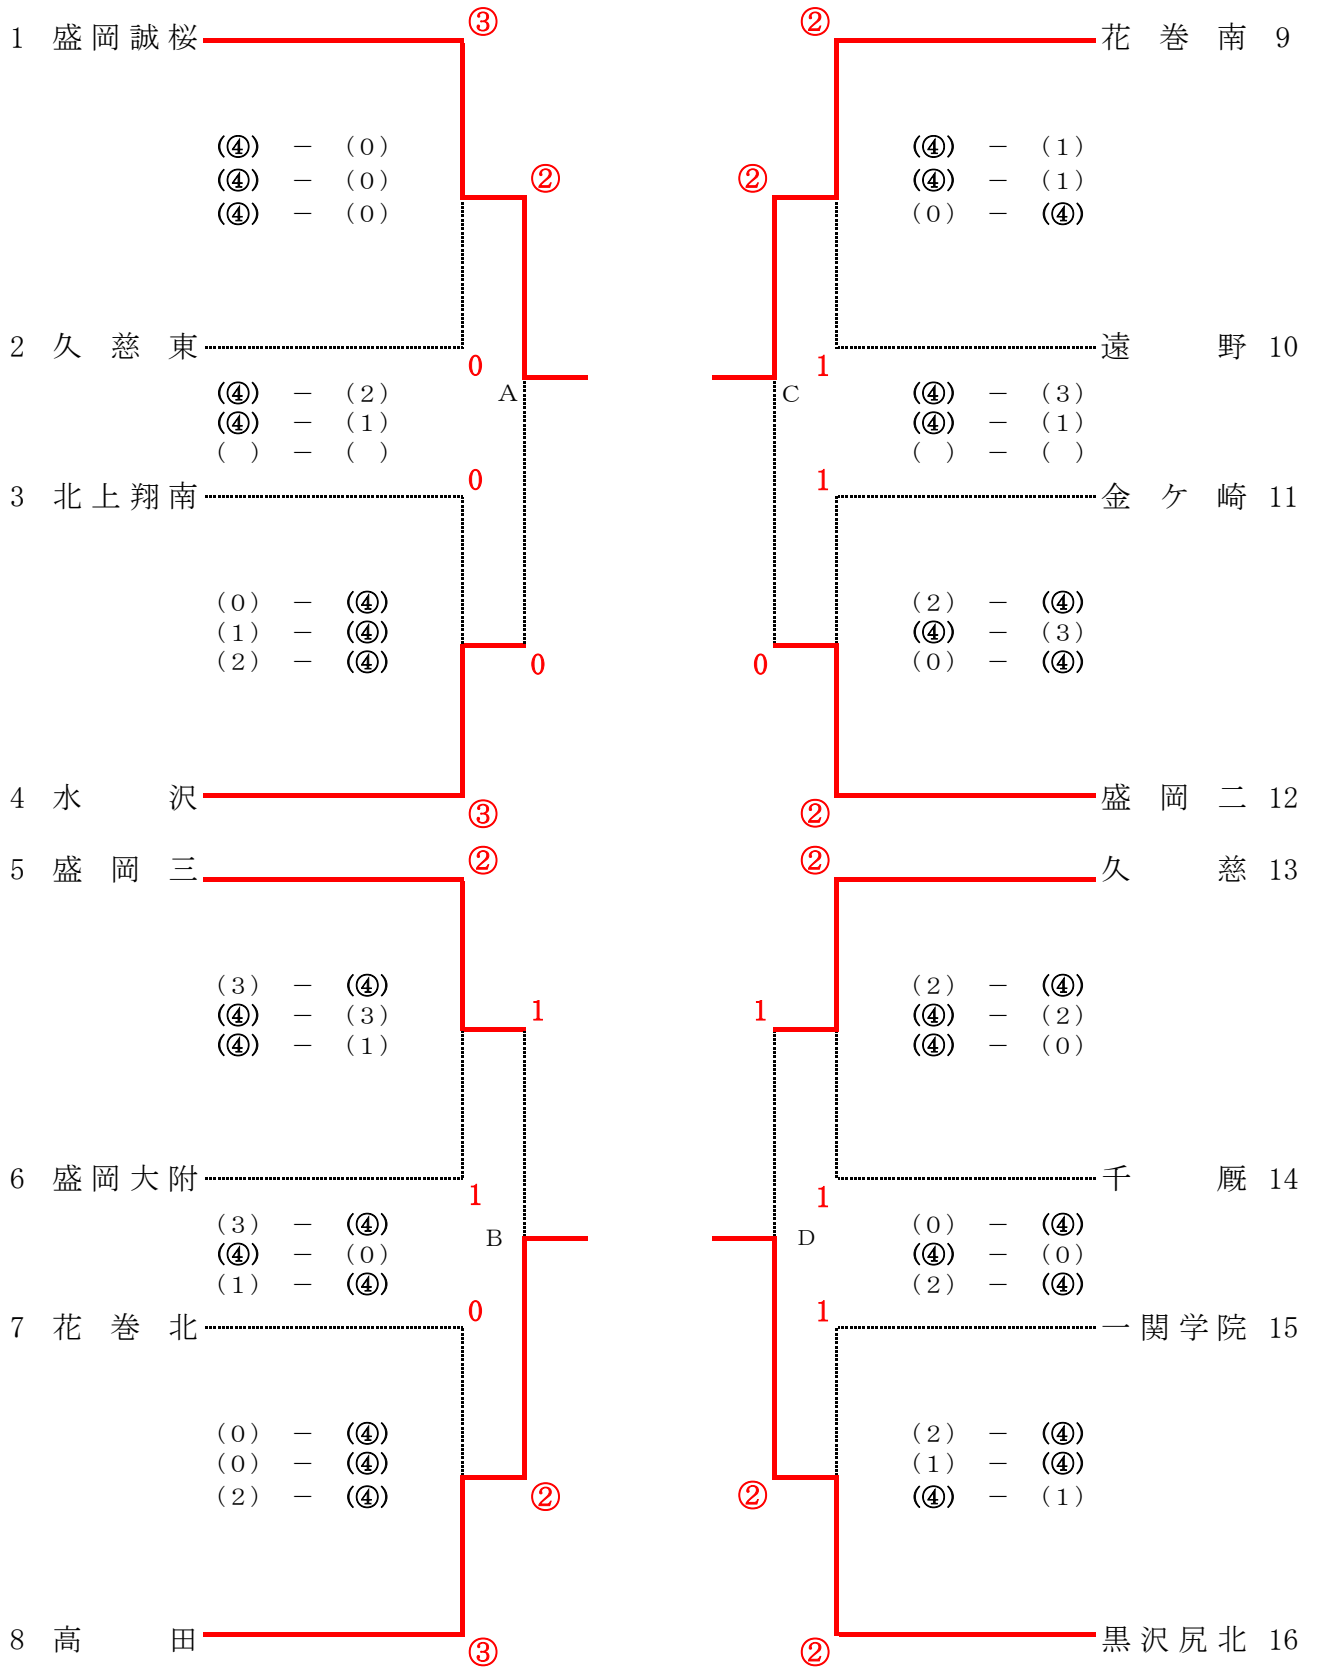 1 盛岡誠桜 ③
(④) － (0)
(④) － (0)
(④) － (0)
②
2 久慈東 0
A
(④) － (2)
(④) － (1)
( ) － ( )
3 北上翔南 0
(0) － (④)
(1) － (④)
(2) － (④)
0
4 水沢 ③
5 盛岡三 ②
(3) － (④)
(④) － (3)
(④) － (1)
1
6 盛岡大附 1
B
(3) － (④)
(④) － (0)
(1) － (④)
7 花巻北 0
(0) － (④)
(0) － (④)
(2) － (④)
②
8 高田 ③
② 花巻南 9
(④) － (1)
(④) － (1)
(0) － (④)
②
1 遠野 10
C
(④) － (3)
(④) － (1)
( ) － ( )
1 金ケ崎 11
(2) － (④)
(④) － (3)
(0) － (④)
0
② 盛岡二 12
② 久慈 13
(2) － (④)
(④) － (2)
(④) － (0)
1
1 千厩 14
D
(0) － (④)
(④) － (0)
(2) － (④)
1 一関学院 15
(2) － (④)
(1) － (④)
(④) － (1)
②
② 黒沢尻北 16